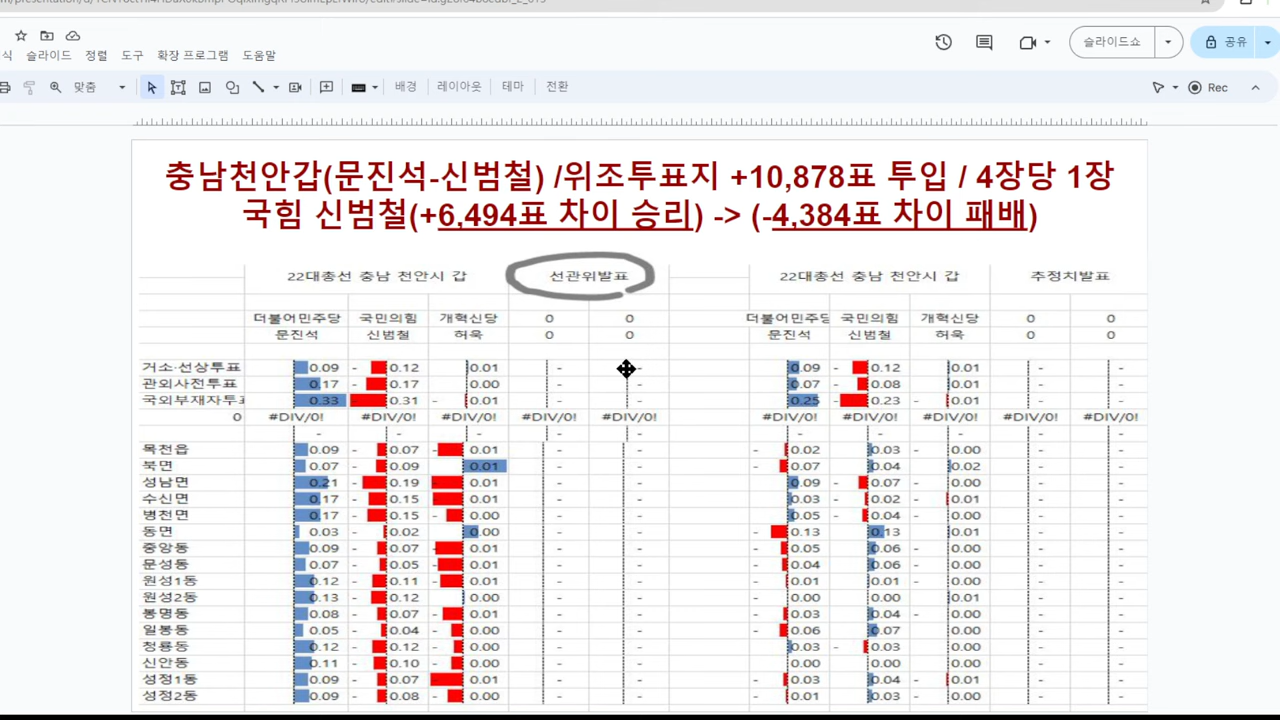 식 슬라이드 정렬 도구 확장 프로그램 도움말
슬라이드쇼 공유
맞춤 배경 레이아웃 테마 전환 Rec
충남천안갑(문진석-신범철) /위조투표지 +10,878표 투입 / 4장당 1장
국힘 신범철(+6,494표 차이 승리) -> (-4,384표 차이 패배)
22대총선 충남 천안시 갑 선관위발표 22대총선 충남 천안시 갑 추정치발표
더불어민주당 국민의힘 개혁신당 0 0 더불어민주당 국민의힘 개혁신당 0 0
문진석 신범철 허욱 0 0 문진석 신범철 허욱 0 0
거소·선상투표 0.09 - 0.12 0.01 - - 0.09 - 0.12 0.01 - -
관외사전투표 0.17 - 0.17 0.00 - - 0.07 - 0.08 0.01 - -
국외부재자투표 0.33 - 0.31 - 0.01 - - 0.25 - 0.23 - 0.01 - -
0 #DIV/0! #DIV/0! #DIV/0! #DIV/0! #DIV/0! #DIV/0! #DIV/0! #DIV/0! #DIV/0! #DIV/0!
- - - - - - - - - -
목천읍 0.09 - 0.07 - 0.01 - - - 0.02 0.03 - 0.00 - -
북면 0.07 - 0.09 0.01 - - - 0.07 0.04 0.02 - -
성남면 0.21 - 0.19 - 0.01 - - 0.09 - 0.07 - 0.01 - -
수신면 0.17 - 0.15 - 0.01 - - 0.03 - 0.02 - 0.01 - -
병천면 0.17 - 0.15 - 0.00 - - 0.05 - 0.04 - 0.00 - -
동면 0.03 - 0.02 0.00 - - - 0.13 0.13 0.01 - -
중앙동 0.09 - 0.07 - 0.01 - - - 0.05 0.06 - 0.00 - -
문성동 0.07 - 0.05 - 0.01 - - - 0.04 0.06 - 0.00 - -
원성1동 0.12 - 0.11 - 0.01 - - - 0.01 0.01 - 0.00 - -
원성2동 0.13 - 0.12 0.00 - - - 0.00 0.00 0.01 - -
봉명동 0.08 - 0.07 - 0.01 - - - 0.03 0.04 - 0.00 - -
일봉동 0.05 - 0.04 - 0.00 - - - 0.06 0.07 - 0.00 - -
청룡동 0.12 - 0.12 - 0.00 - - 0.03 - 0.03 0.00 - -
신안동 0.11 - 0.10 - 0.00 - - 0.00 0.00 - 0.00 - -
성정1동 0.09 - 0.07 - 0.01 - - - 0.03 0.04 - 0.01 - -
성정2동 0.09 - 0.08 - 0.00 - - - 0.01 0.03 - 0.00 - -